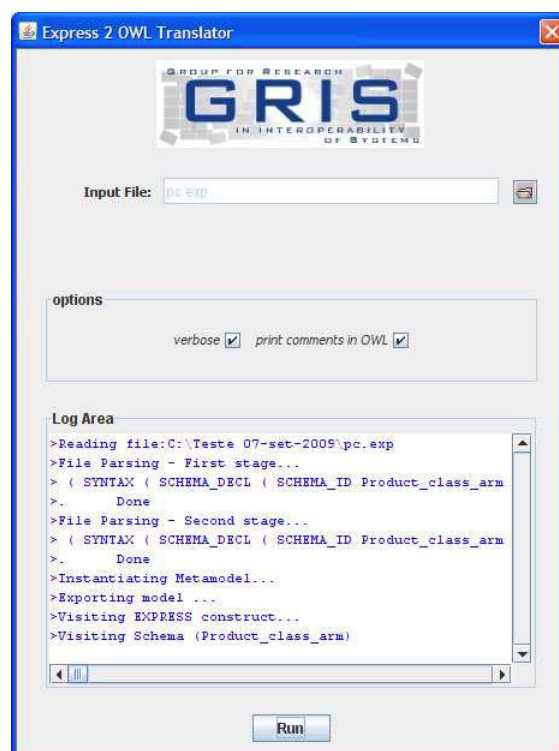 Express 2 OWL Translator
GROUP FOR RESEARCH
GRIS
IN INTEROPERABILITY
OF SYSTEMS
Input File: pc.exp
options
verbose print comments in OWL
Log Area
>Reading file:C:\Teste 07-set-2009\pc.exp
>File Parsing - First stage...
> ( SYNTAX ( SCHEMA_DECL ( SCHEMA_ID Product_class_arm
>. Done
>File Parsing - Second stage...
> ( SYNTAX ( SCHEMA_DECL ( SCHEMA_ID Product_class_arm
>. Done
>Instantiating Metamodel...
>Exporting model ...
>Visiting EXPRESS construct...
>Visiting Schema (Product_class_arm)
Run